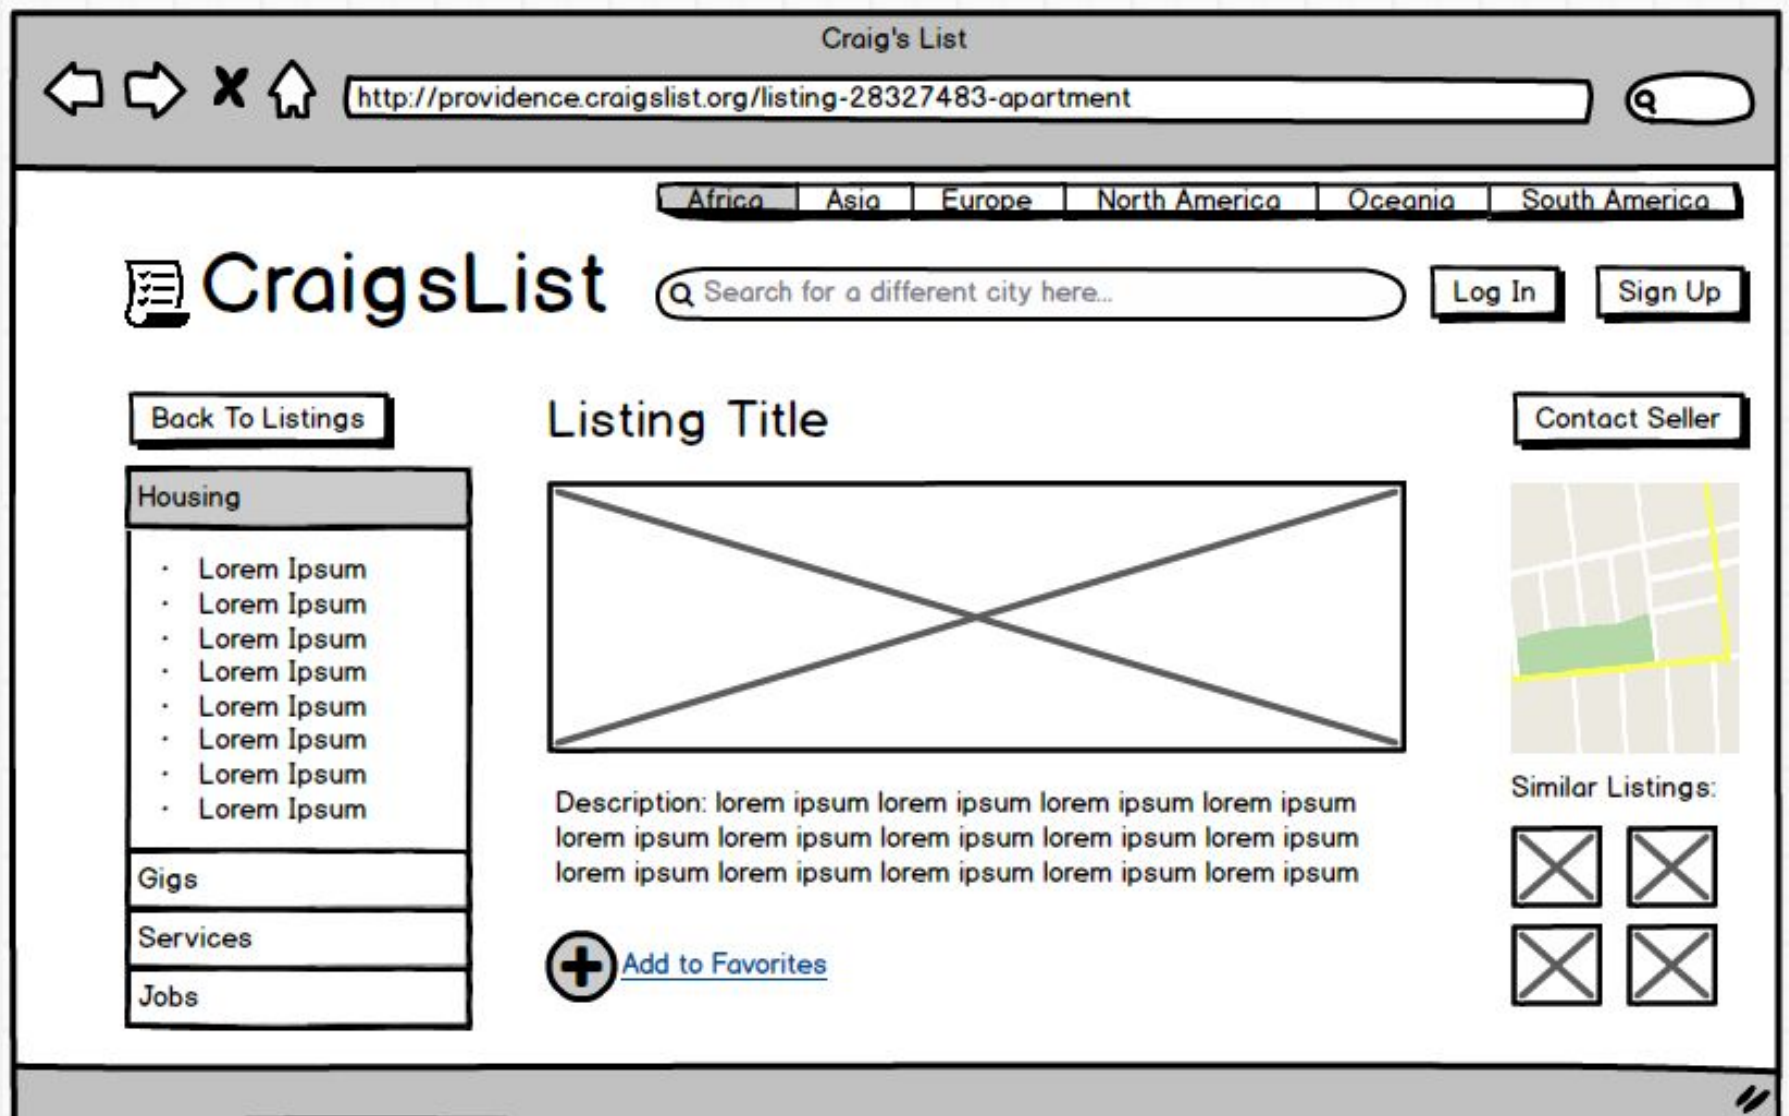 Craig's List
http://providence.craigslist.org/listing-28327483-apartment
Africa Asia Europe North America Oceania South America
CraigsList
Search for a different city here...
Log In
Sign Up
Back To Listings
Housing
Lorem Ipsum
Lorem Ipsum
Lorem Ipsum
Lorem Ipsum
Lorem Ipsum
Lorem Ipsum
Lorem Ipsum
Lorem Ipsum
Gigs
Services
Jobs
Listing Title
Description: lorem ipsum lorem ipsum lorem ipsum lorem ipsum
lorem ipsum lorem ipsum lorem ipsum lorem ipsum lorem ipsum
lorem ipsum lorem ipsum lorem ipsum lorem ipsum lorem ipsum
Add to Favorites
Contact Seller
Similar Listings: